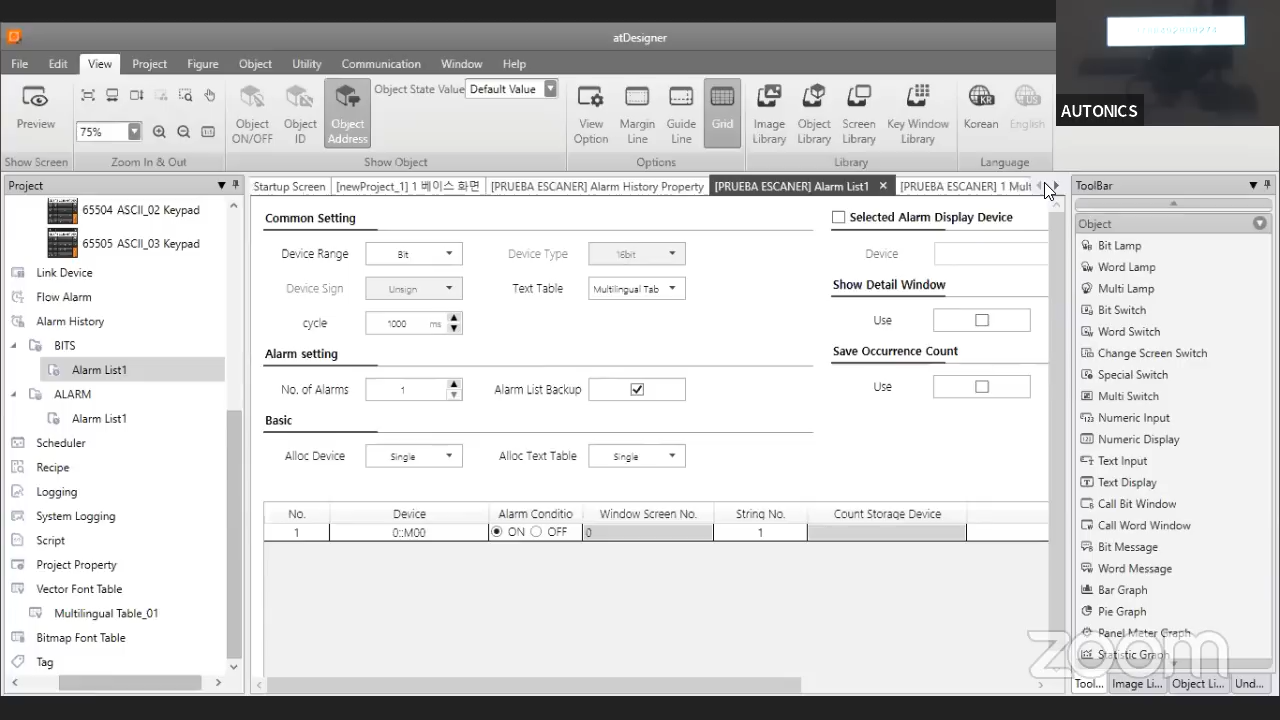 atDesigner
AUTONICS
File Edit View Project Figure Object Utility Communication Window Help
Object State Value Default Value
75%
Preview
Object ON/OFF
Object ID
Object Address
View Option
Margin Line
Guide Line
Grid
Image Library
Object Library
Screen Library
Key Window Library
KR Korean
US English
Show Screen Zoom In & Out Show Object Options Library Language
Project
Startup Screen [newProject_1] 1 베이스 화면 [PRUEBA ESCANER] Alarm History Property [PRUEBA ESCANER] Alarm List1 [PRUEBA ESCANER] 1 Mult
ToolBar
65504 ASCII_02 Keypad
65505 ASCII_03 Keypad
Link Device
Flow Alarm
Alarm History
BITS
Alarm List1
ALARM
Alarm List1
Scheduler
Recipe
Logging
System Logging
Script
Project Property
Vector Font Table
Multilingual Table_01
Bitmap Font Table
Tag
Common Setting
Device Range Bit Device Type 16bit
Device Sign Unsign Text Table Multilingual Tab
cycle 1000 ms
Alarm setting
No. of Alarms 1 Alarm List Backup
Basic
Alloc Device Single Alloc Text Table Single
Selected Alarm Display Device
Device
Show Detail Window
Use
Save Occurrence Count
Use
No. Device Alarm Conditio Window Screen No. String No. Count Storage Device
1 0::M00 ON OFF 0 1
Object
Bit Lamp
Word Lamp
Multi Lamp
Bit Switch
Word Switch
Change Screen Switch
Special Switch
Multi Switch
Numeric Input
Numeric Display
Text Input
Text Display
Call Bit Window
Call Word Window
Bit Message
Word Message
Bar Graph
Pie Graph
Panel Meter Graph
Statistic Graph
zoom
Tool... Image Li... Object Li... Und...